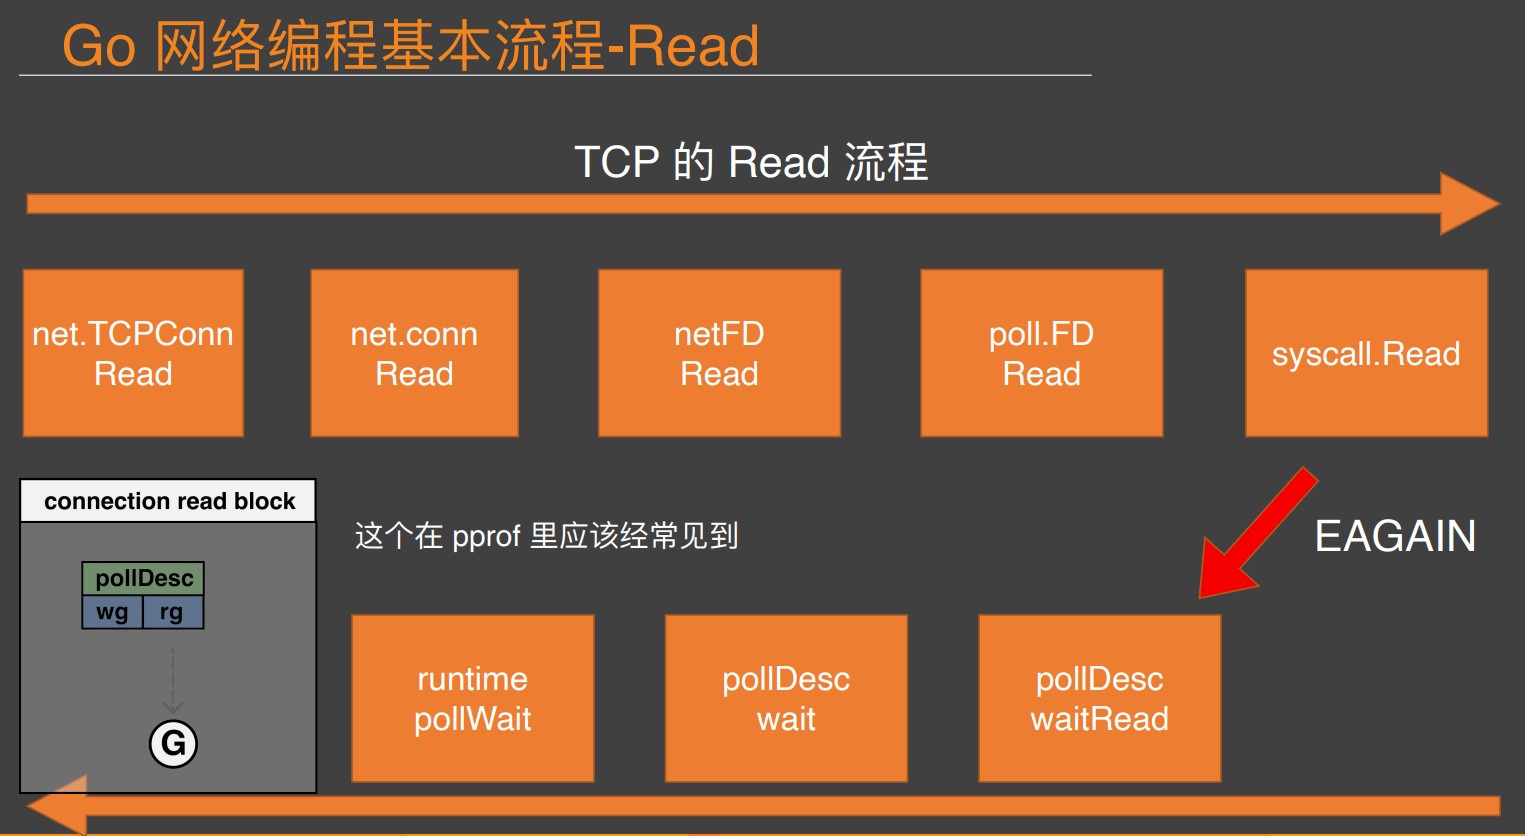 Go 网络编程基本流程-Read
TCP 的 Read 流程
net.TCPConn
Read
net.conn
Read
netFD
Read
poll.FD
Read
syscall.Read
connection read block
pollDesc
wg rg
G
这个在 pprof 里应该经常见到
EAGAIN
runtime
pollWait
pollDesc
wait
pollDesc
waitRead